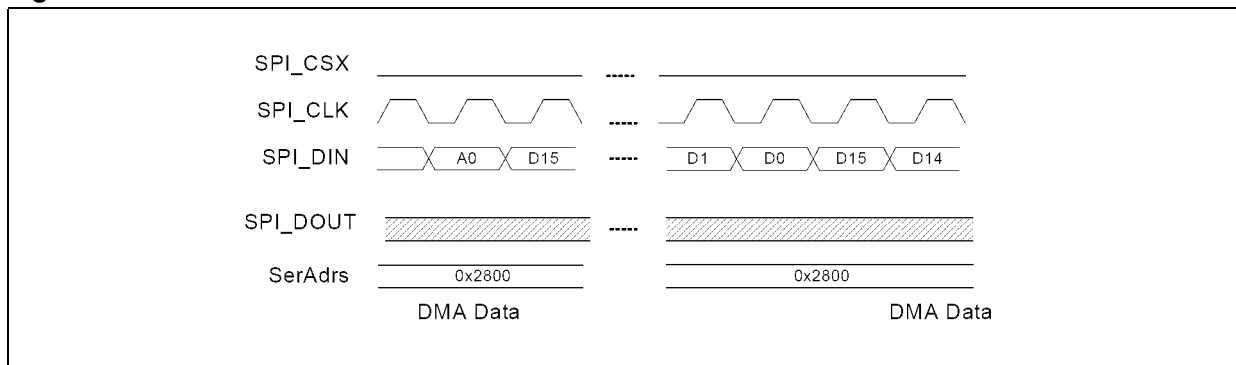 SPI_CSX
SPI_CLK
SPI_DIN A0 D15 D1 D0 D15 D14
SPI_DOUT
SerAdrs 0x2800 0x2800
DMA Data DMA Data